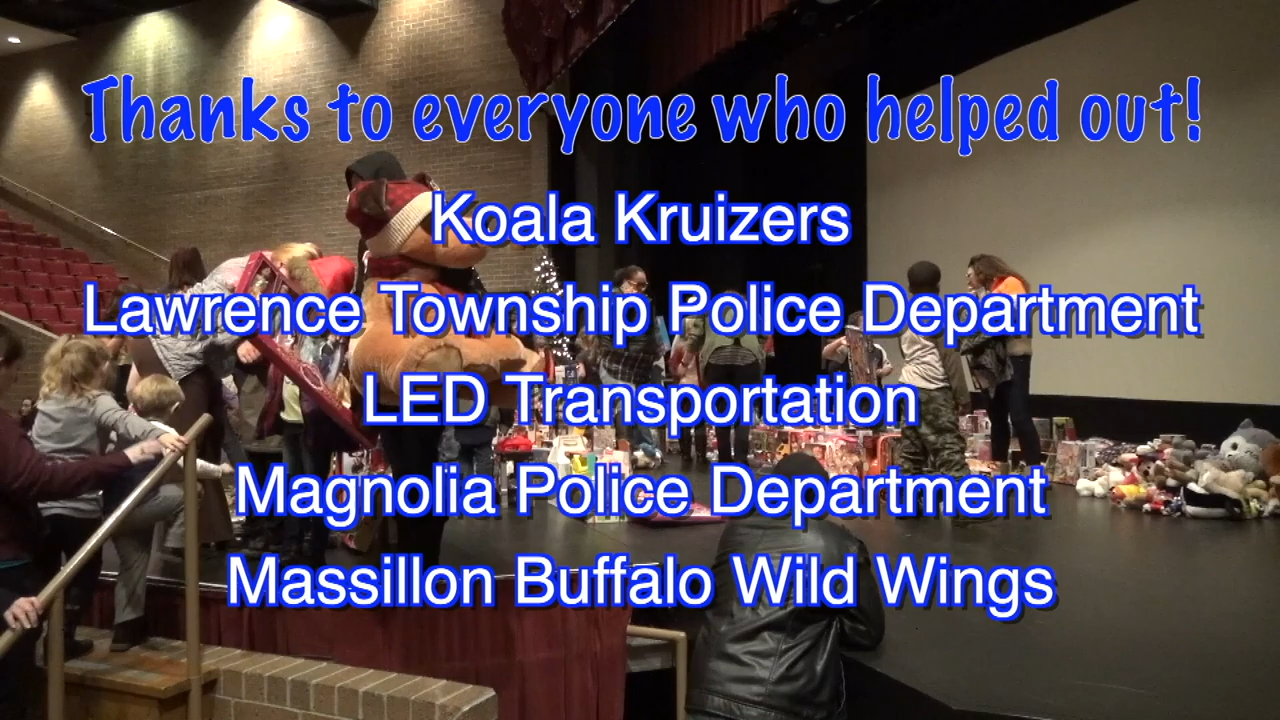 Thanks to everyone who helped out!
Koala Kruizers
Lawrence Township Police Department
LED Transportation
Magnolia Police Department
Massillon Buffalo Wild Wings